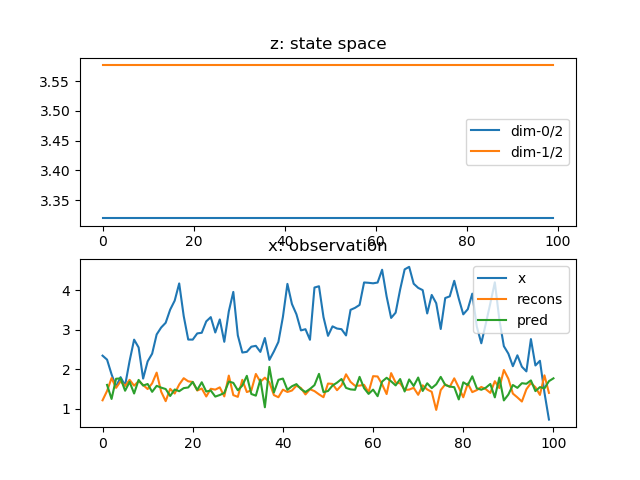 z: state space
3.55
3.50
3.45
3.40
3.35
dim-0/2
dim-1/2
0 20 40 60 80 100
x: observation
4
3
2
1
x
recons
pred
0 20 40 60 80 100